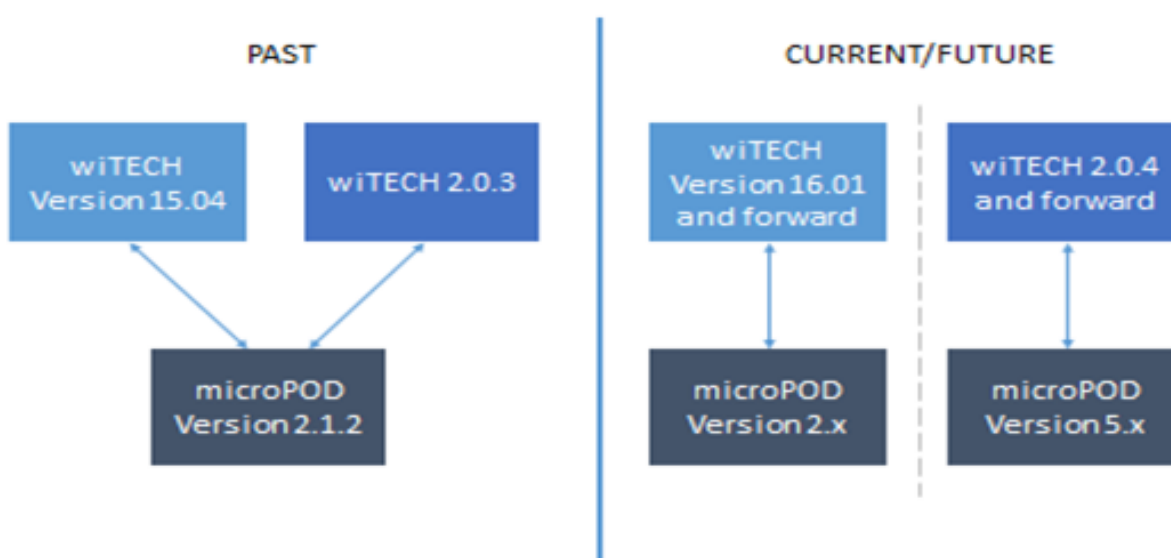 PAST
CURRENT/FUTURE
wiTECH
Version 15.04
wiTECH 2.0.3
wiTECH
Version 16.01
and forward
wiTECH 2.0.4
and forward
microPOD
Version 2.1.2
microPOD
Version 2.x
microPOD
Version 5.x